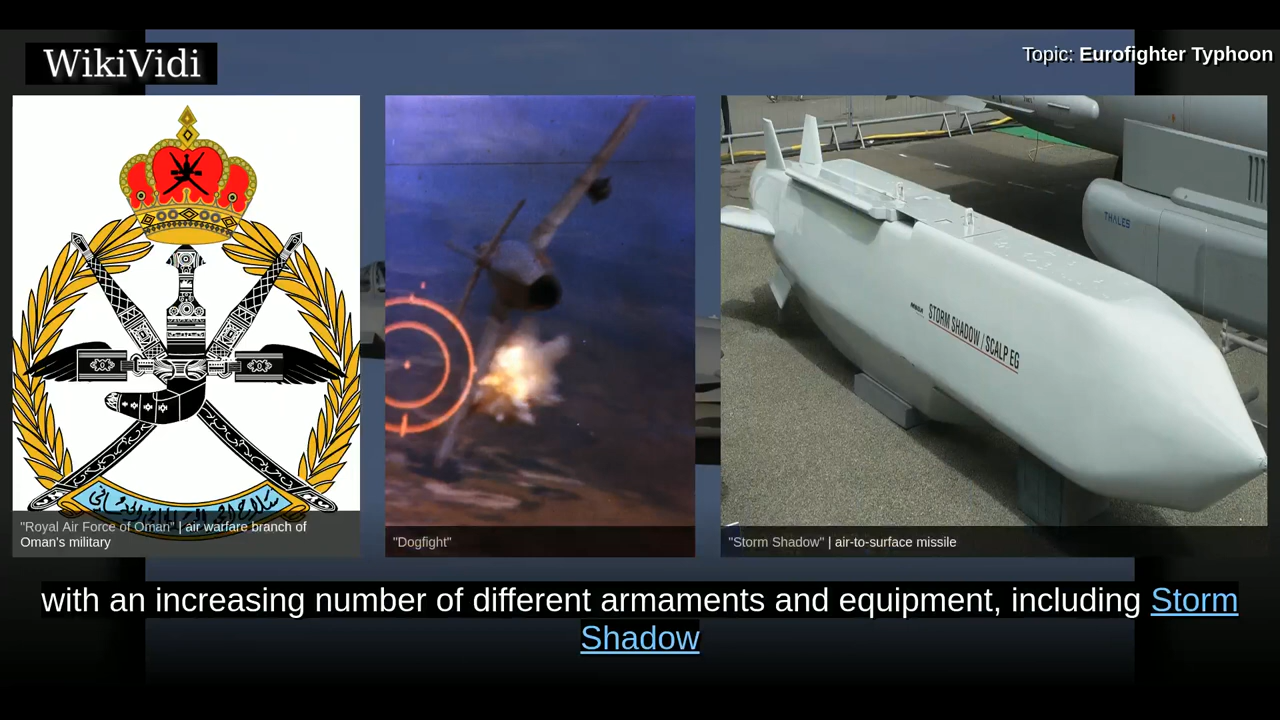 WikiVidi
Topic: Eurofighter Typhoon
THALES
STORM SHADOW / SCALP EG
"Royal Air Force of Oman" | air warfare branch of
Oman's military
"Dogfight"
"Storm Shadow" | air-to-surface missile
with an increasing number of different armaments and equipment, including Storm
Shadow